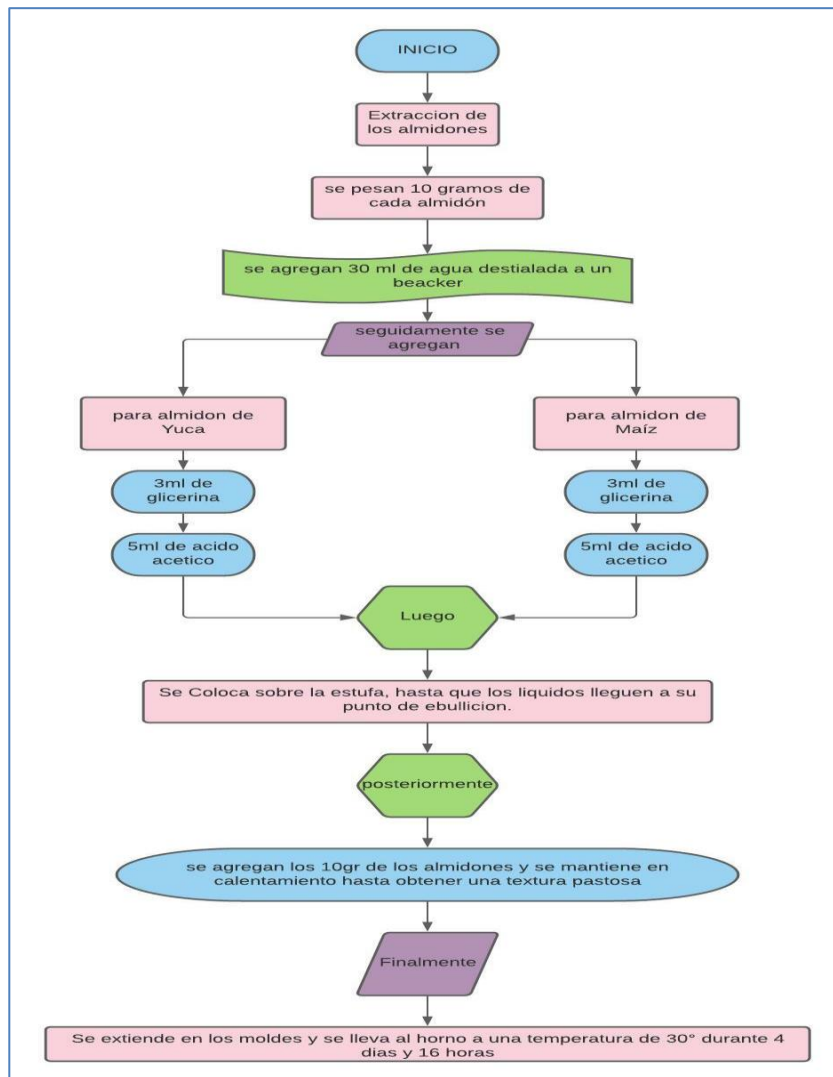 INICIO
Extraccion de
los almidones
se pesan 10 gramos de
cada almidón
se agregan 30 ml de agua destialada a un
beacker
seguidamente se
agregan
para almidon de
Yuca
para almidon de
Maíz
3ml de
glicerina
3ml de
glicerina
5ml de acido
acetico
5ml de acido
acetico
Luego
Se Coloca sobre la estufa, hasta que los liquidos lleguen a su
punto de ebullicion.
posteriormente
se agregan los 10gr de los almidones y se mantiene en
calentamiento hasta obtener una textura pastosa
Finalmente
Se extiende en los moldes y se lleva al horno a una temperatura de 30° durante 4
dias y 16 horas